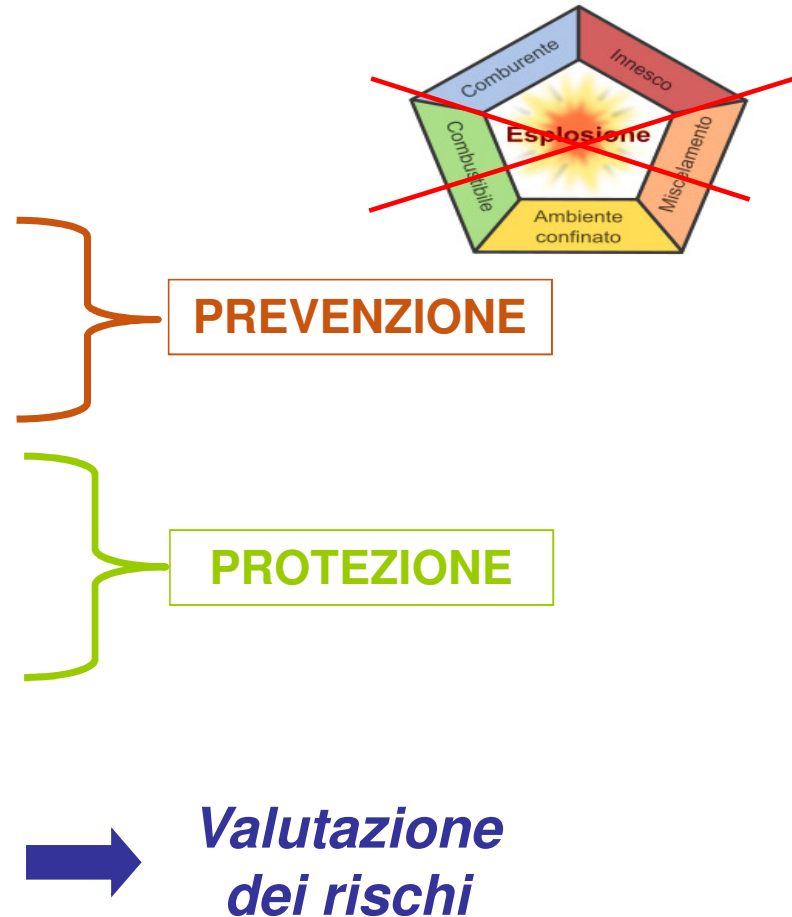 Comburente
Innesco
Combustibile
Esplosione
Miscelamento
Ambiente
confinato
PREVENZIONE
PROTEZIONE
Valutazione
dei rischi